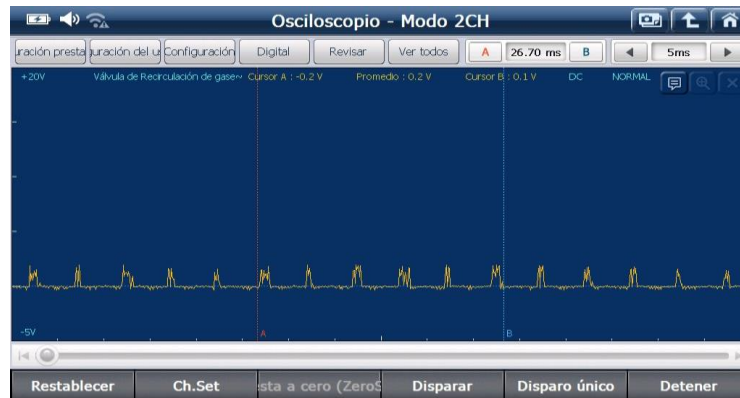 Osciloscopio - Modo 2CH
uración presta uración del u Configuración Digital Revisar Ver todos A 26.70 ms B 5ms
+20V Válvula de Recirculación de gase~ Cursor A : -0.2 V Promedio : 0.2 V Cursor B : 0.1 V DC NORMAL
-5V A B
Restablecer Ch.Set sta a cero (ZeroS Disparar Disparo único Detener